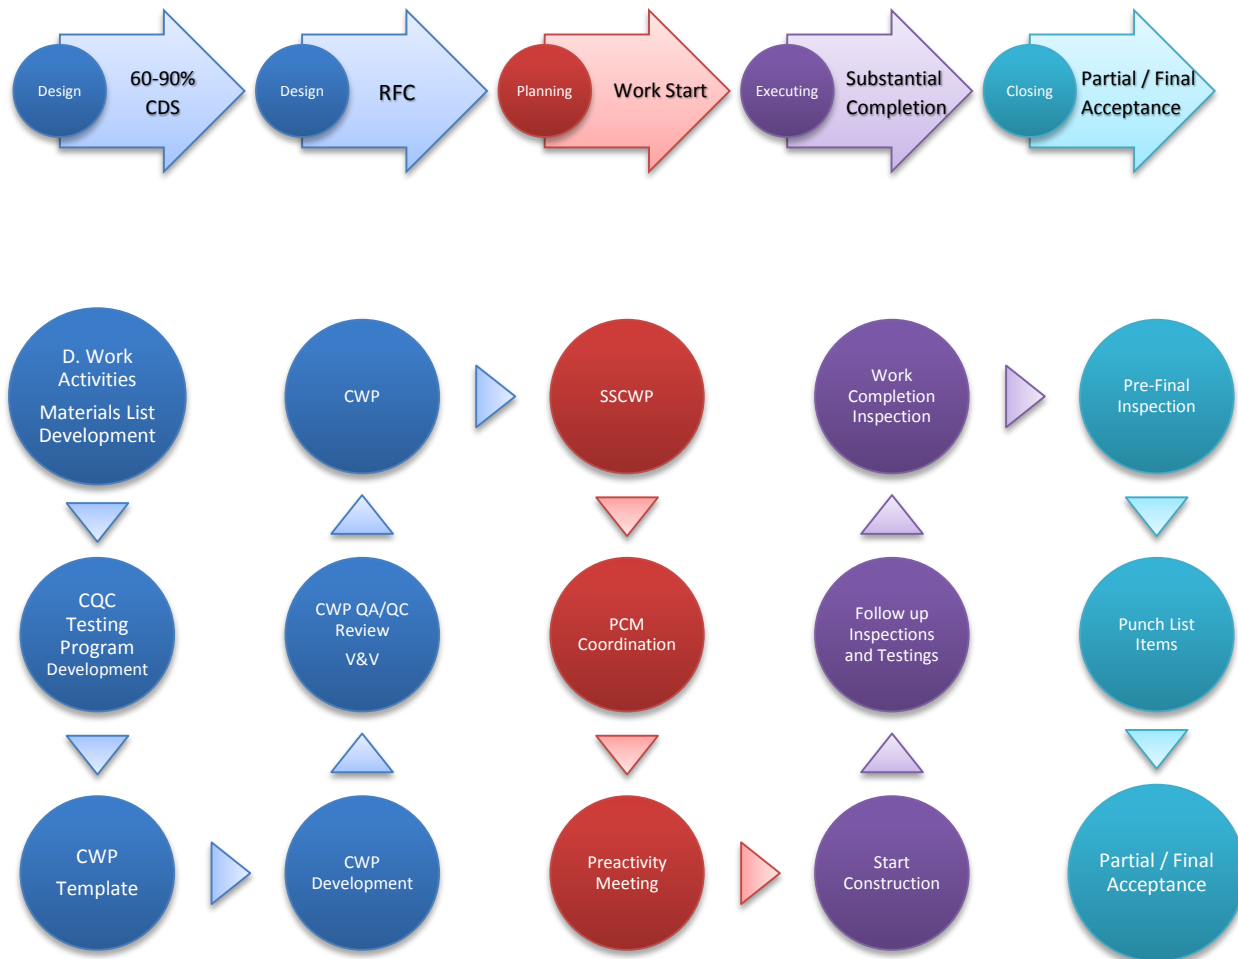 Design
60-90%
CDS
Design
RFC
Planning
Work Start
Executing
Substantial
Completion
Closing
Partial / Final
Acceptance
D. Work
Activities
Materials List
Development
CWP
SSCWP
Work
Completion
Inspection
Pre-Final
Inspection
CQC
Testing
Program
Development
CWP QA/QC
Review
V&V
PCM
Coordination
Follow up
Inspections
and Testings
Punch List
Items
CWP
Template
CWP
Development
Preactivity
Meeting
Start
Construction
Partial / Final
Acceptance